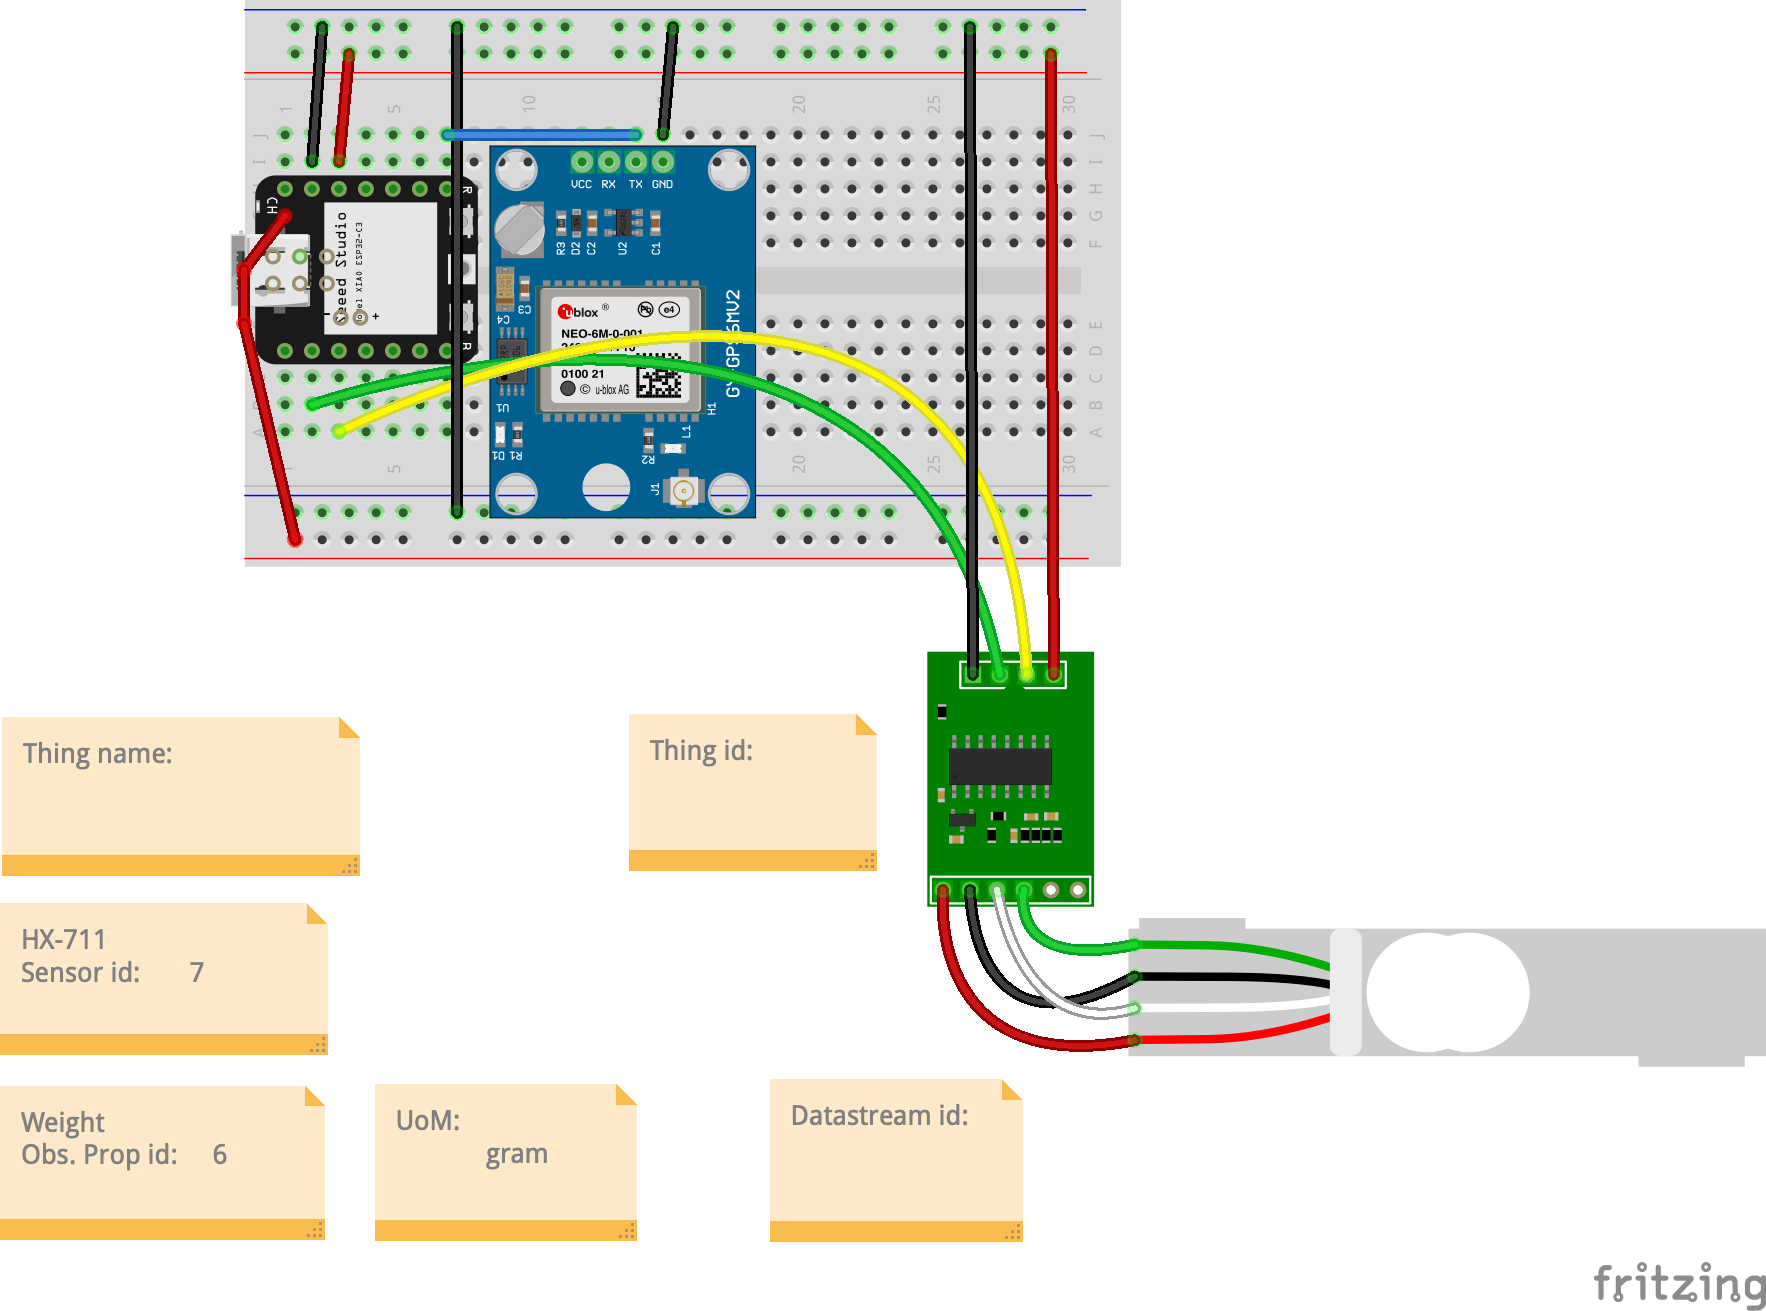 1
5
10
20
25
30
J
J
I
I
H
G
F
E
D
C
B
A
A
CH
Seeed Studio
XIAO ESP32-C3
R
R
- +
VCC RX TX GND
R3 D2 C2 U2 C1
C3
C4
ublox ®
Pb
e4
NEO-6M-0-001
0100 21
© u-blox AG
U1
H1
D1 R1
R2
L1
J1
5
20
25
30
Thing name:
Thing id:
HX-711
Sensor id: 7
Weight
Obs. Prop id: 6
UoM:
gram
Datastream id:
fritzing